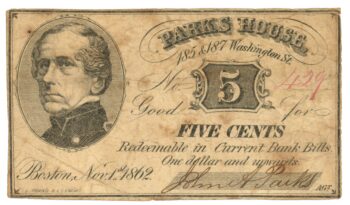 PARKS HOUSE,
185 & 187 Washington St.
No. 5 429
Good for
FIVE CENTS
Redeemable in Current Bank Bills
One dollar and upwards.
Boston, Nov. 1st 1862.
John A Parks AGT.